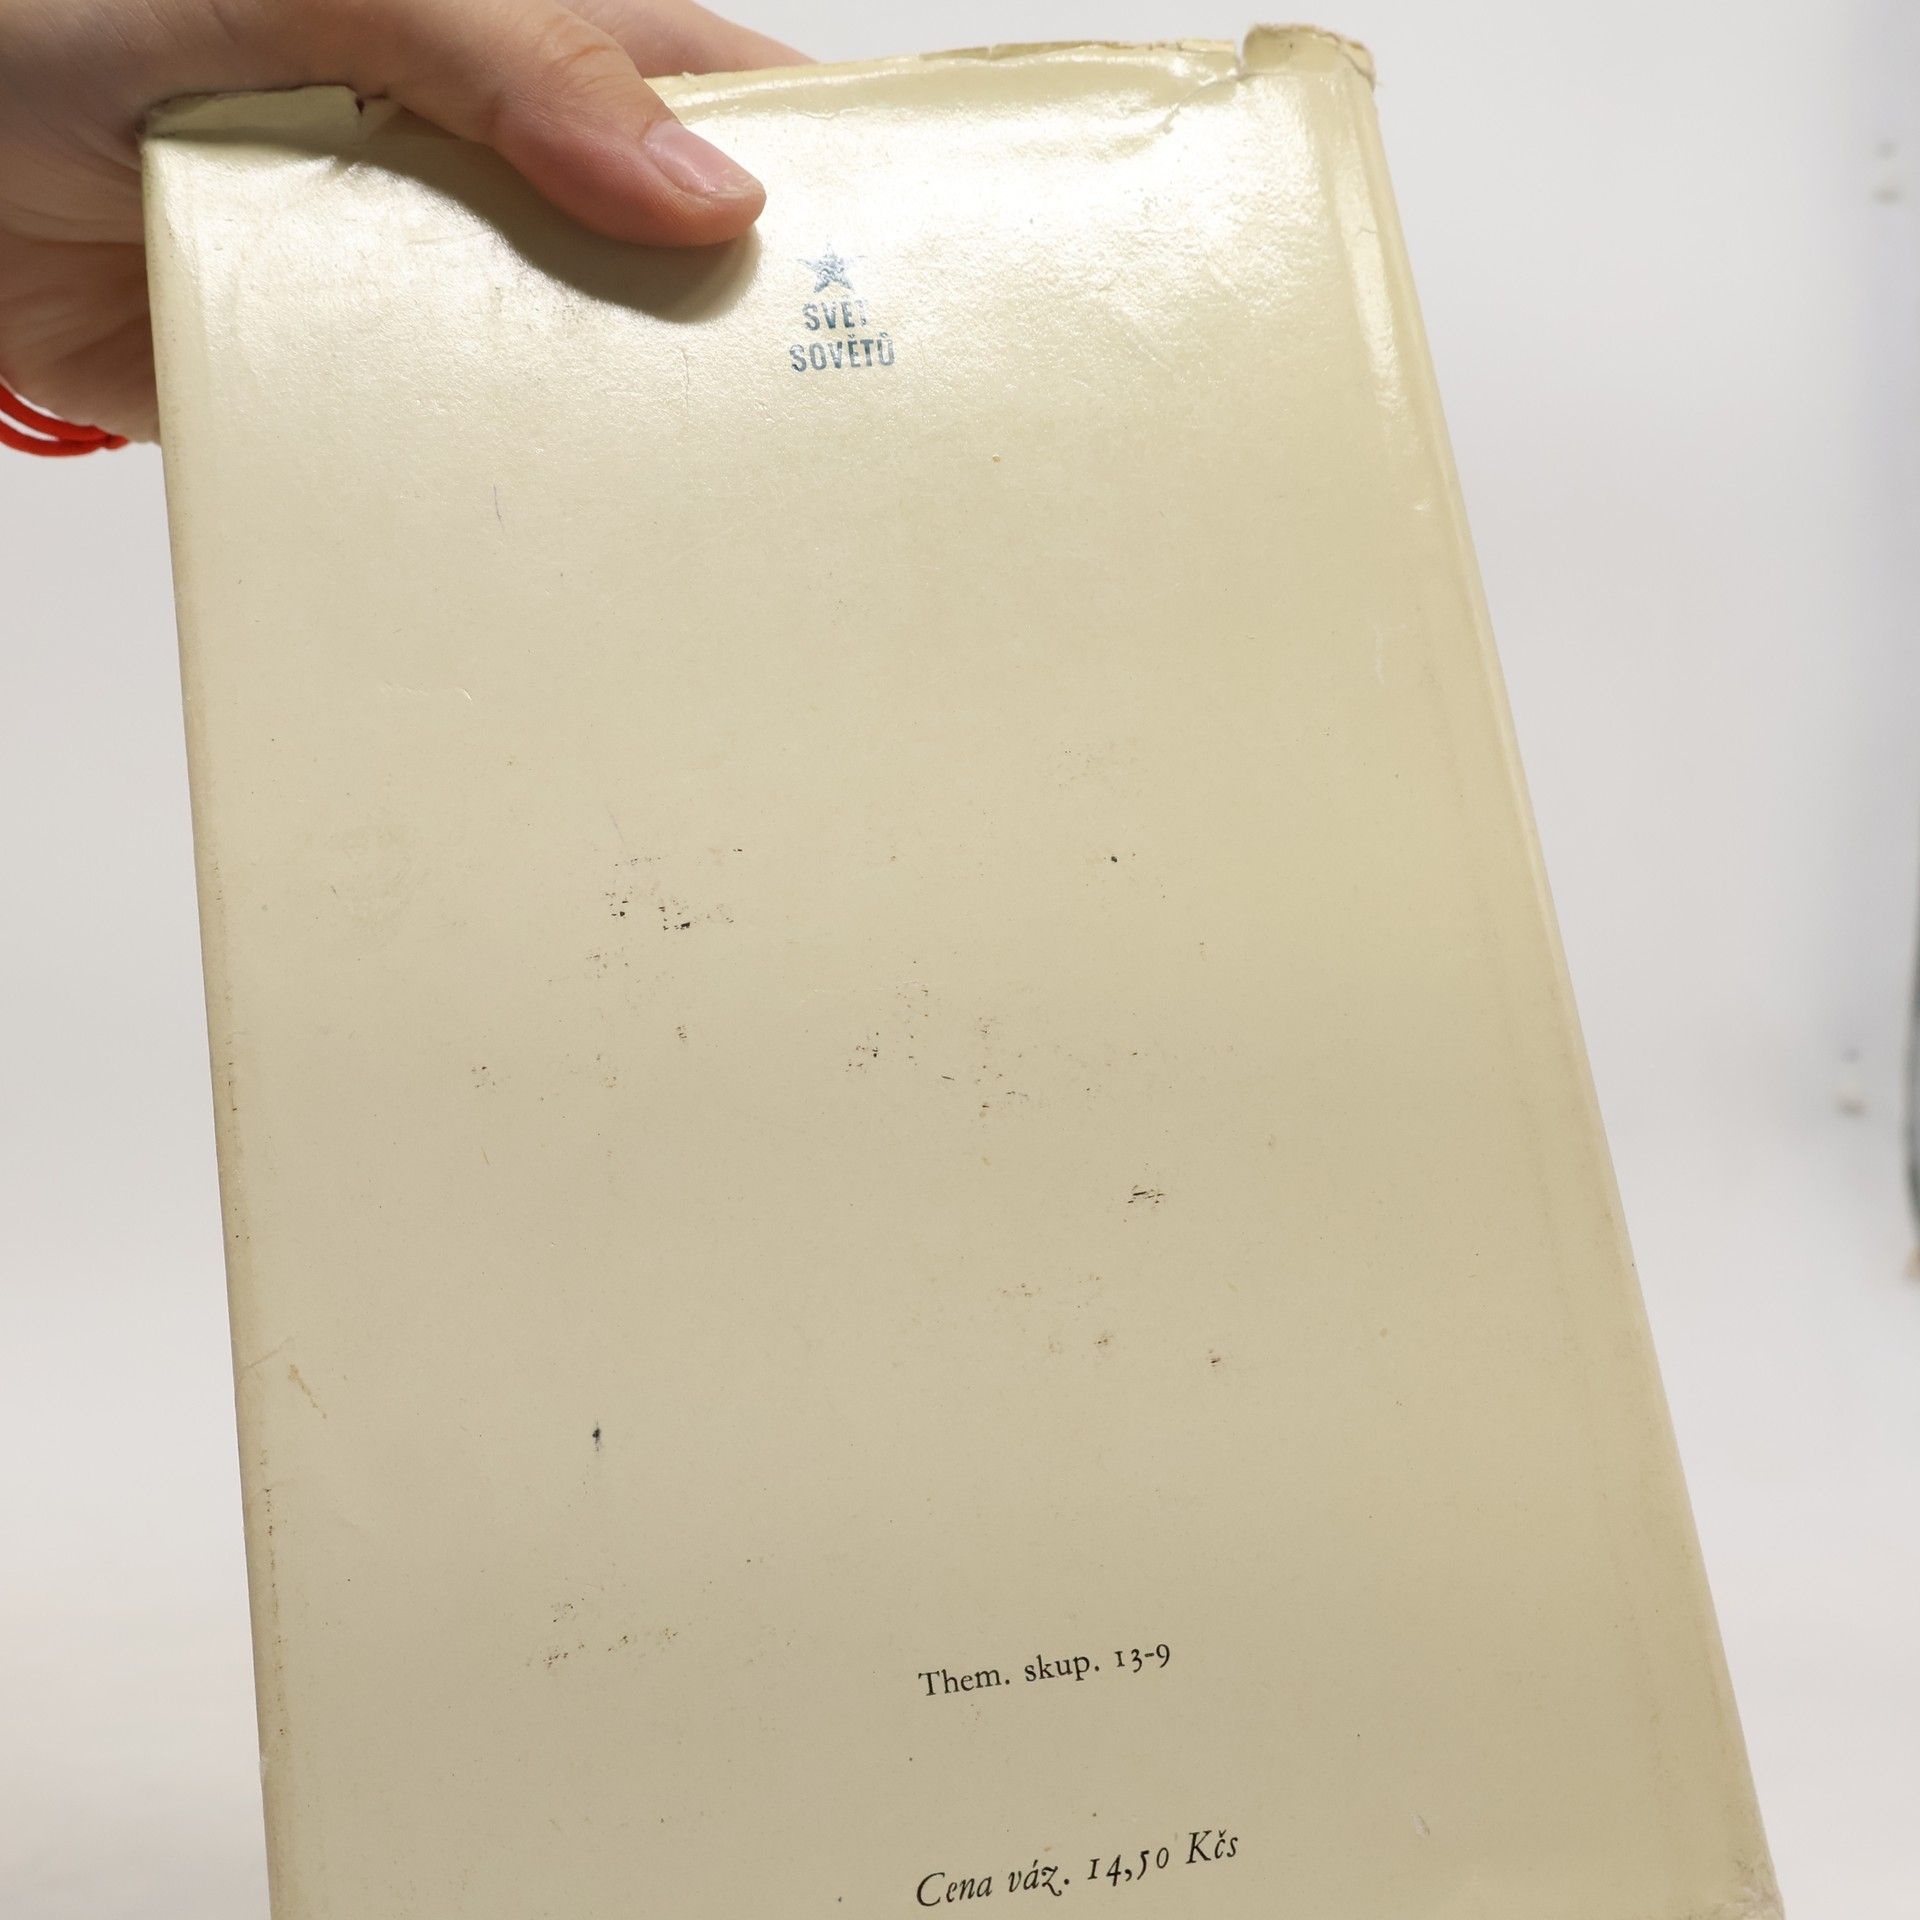 SVĚT
SOVĚTŮ
Them. skup. 13-9
Cena váz. 14,50 Kčs